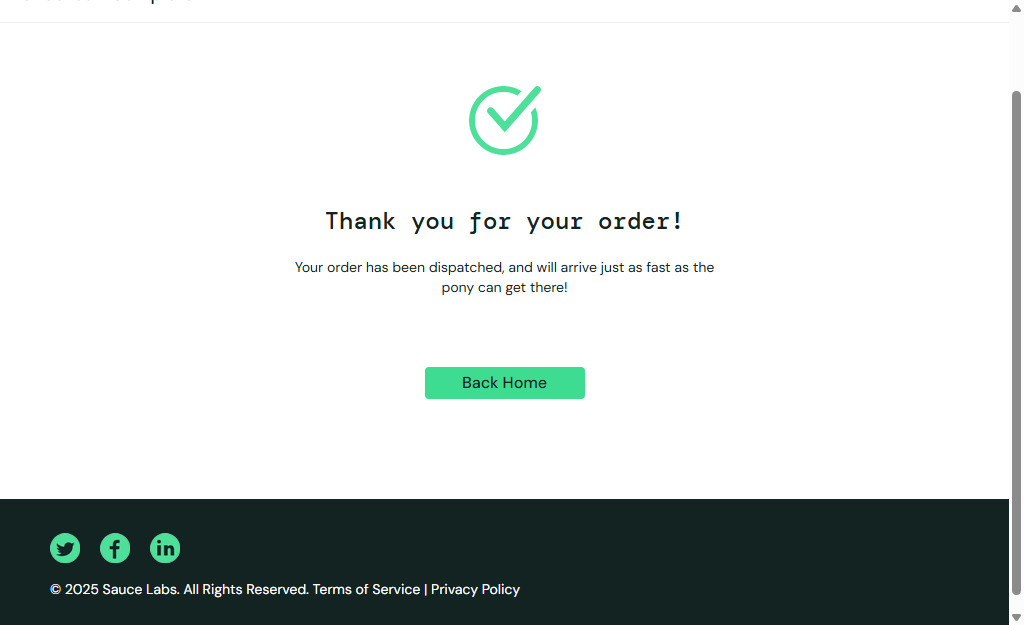 Thank you for your order!
Your order has been dispatched, and will arrive just as fast as the
pony can get there!
Back Home
© 2025 Sauce Labs. All Rights Reserved. Terms of Service | Privacy Policy